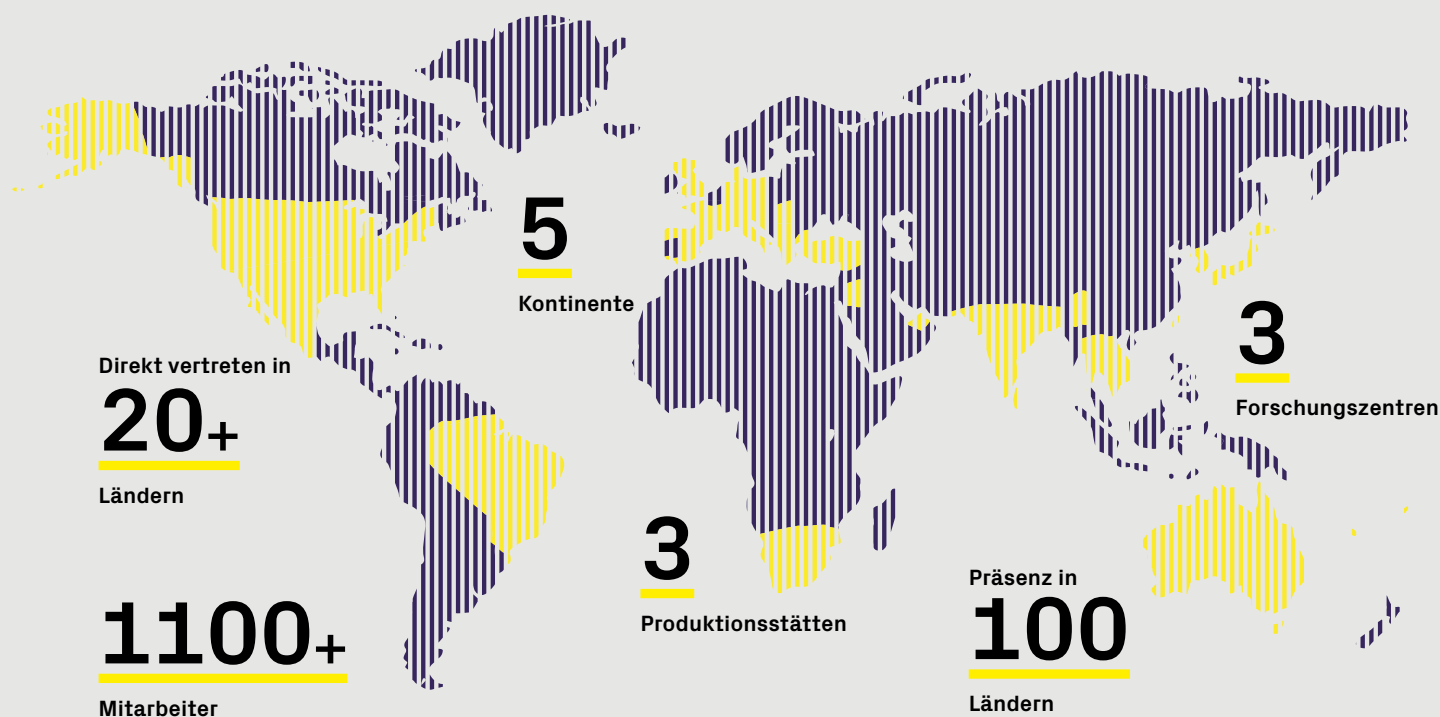 5
Kontinente
3
Forschungszentren
Direkt vertreten in
20+
Ländern
3
Produktionsstätten
Präsenz in
100
Ländern
1100+
Mitarbeiter